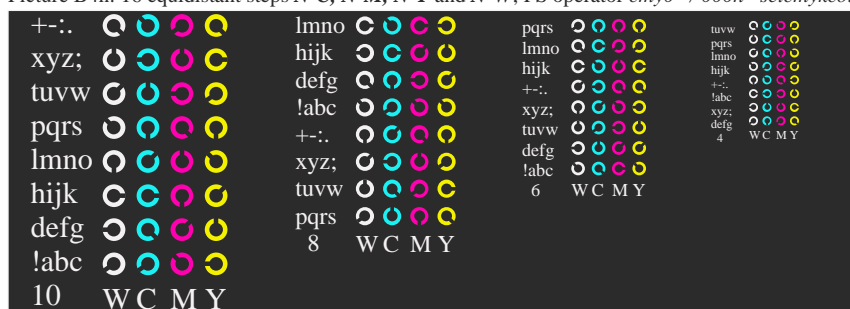 +-:.
xyz;
tuvw
pqrs
lmno
hijk
defg
!abc
10 W C M Y
lmno
hijk
defg
!abc
+-:.
xyz;
tuvw
pqrs
8 W C M Y
pqrs
lmno
hijk
+-:.
xyz;
tuvw
defg
!abc
6 W C M Y
tuvw
pqrs
lmno
hijk
+-:.
!abc
xyz;
defg
4 W C M Y